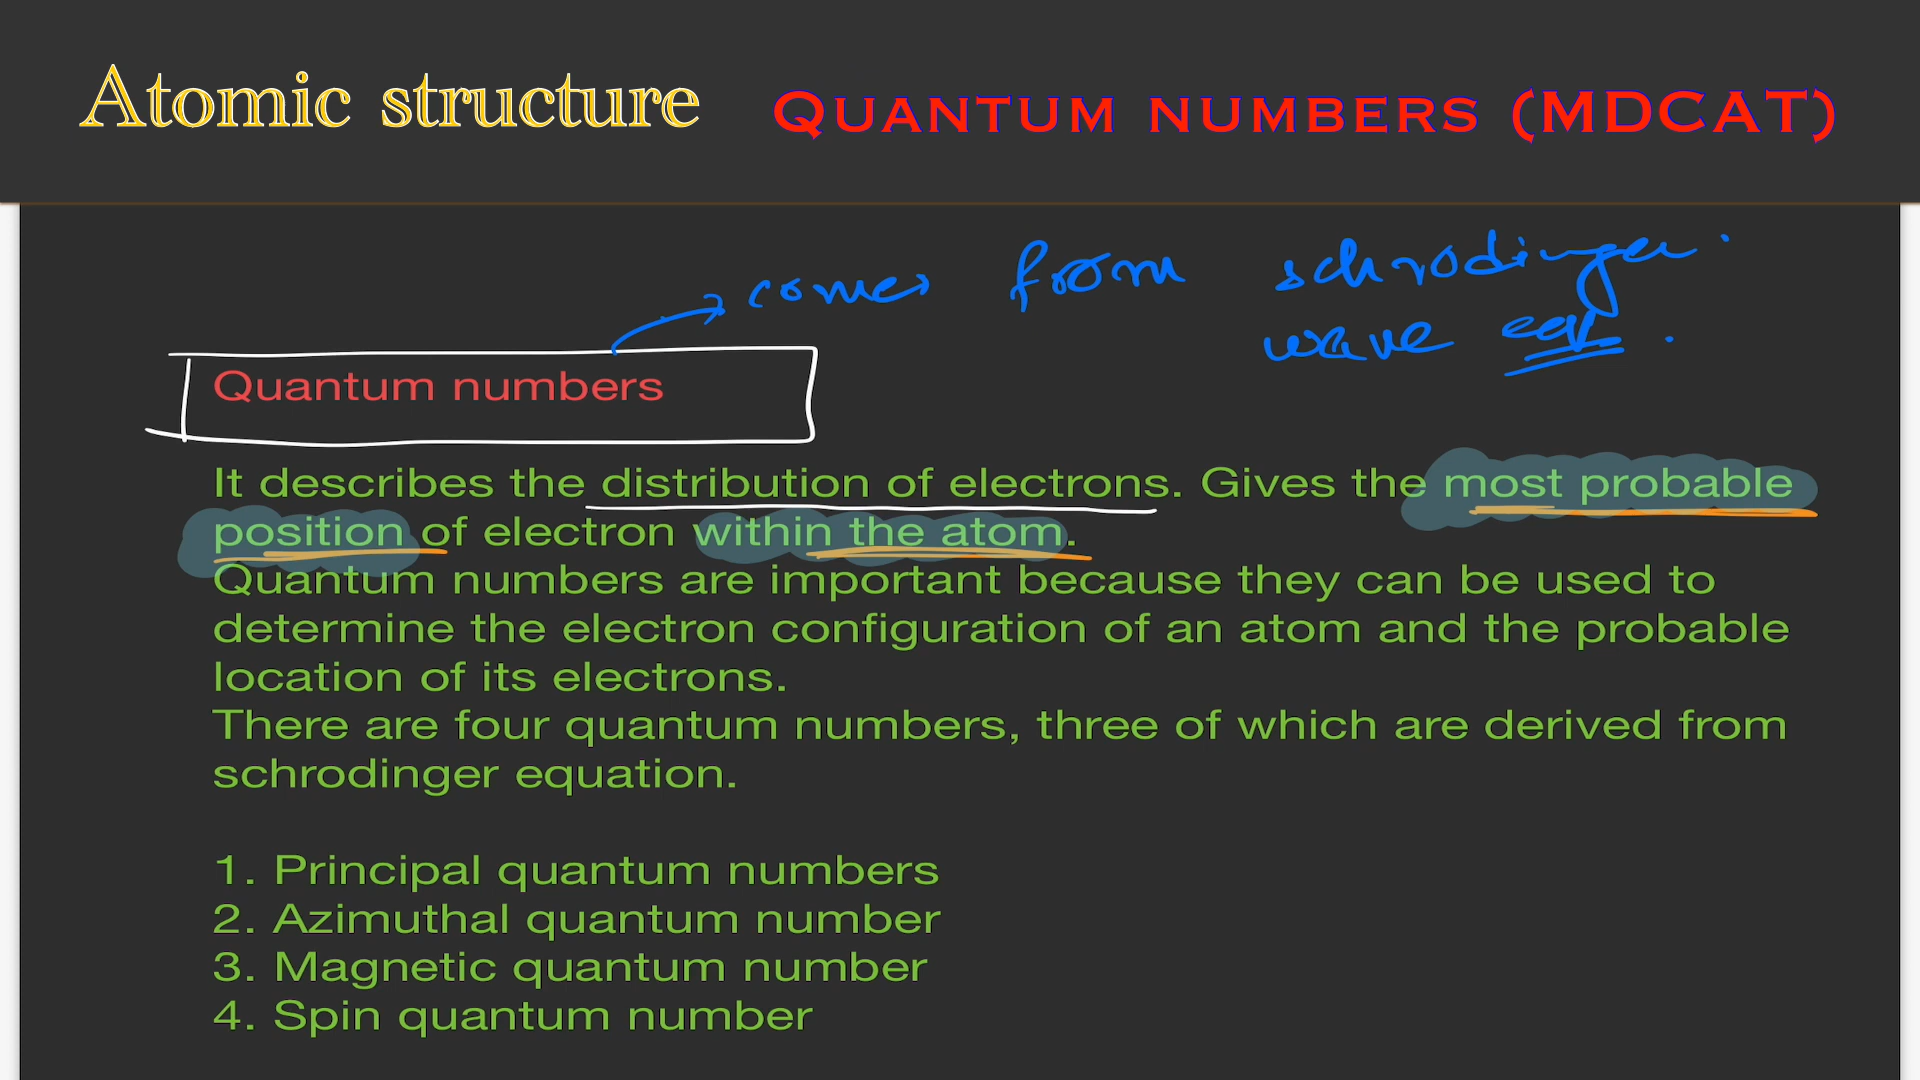 Atomic structure QUANTUM NUMBERS (MDCAT)
comes from schrodinger.
wave eqn.
Quantum numbers
It describes the distribution of electrons. Gives the most probable
position of electron within the atom.
Quantum numbers are important because they can be used to
determine the electron configuration of an atom and the probable
location of its electrons.
There are four quantum numbers, three of which are derived from
schrodinger equation.
1. Principal quantum numbers
2. Azimuthal quantum number
3. Magnetic quantum number
4. Spin quantum number